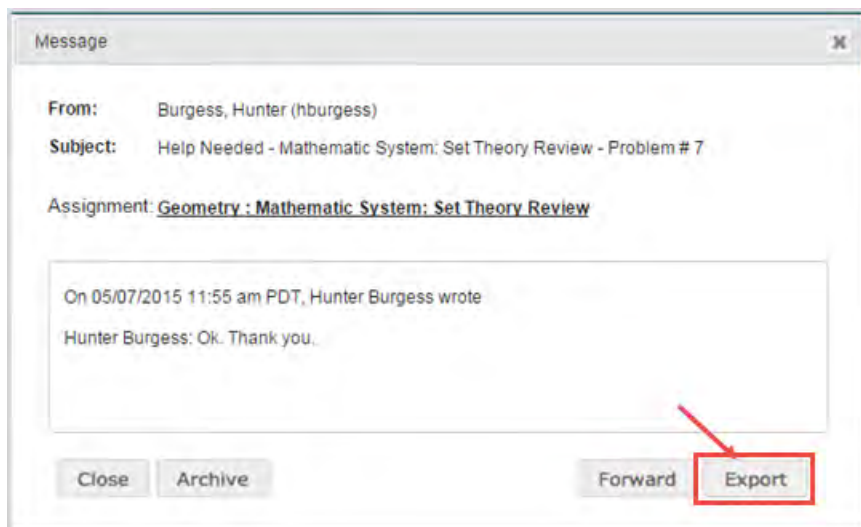 Message
From: Burgess, Hunter (hburgess)
Subject: Help Needed - Mathematic System: Set Theory Review - Problem # 7
Assignment: Geometry : Mathematic System: Set Theory Review
On 05/07/2015 11:55 am PDT, Hunter Burgess wrote
Hunter Burgess: Ok. Thank you.
Close Archive Forward Export